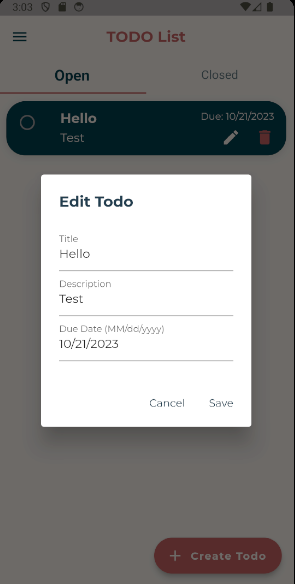 3:03
TODO List
Open
Closed
Hello
Due: 10/21/2023
Test
Edit Todo
Title
Hello
Description
Test
Due Date (MM/dd/yyyy)
10/21/2023
Cancel
Save
Create Todo